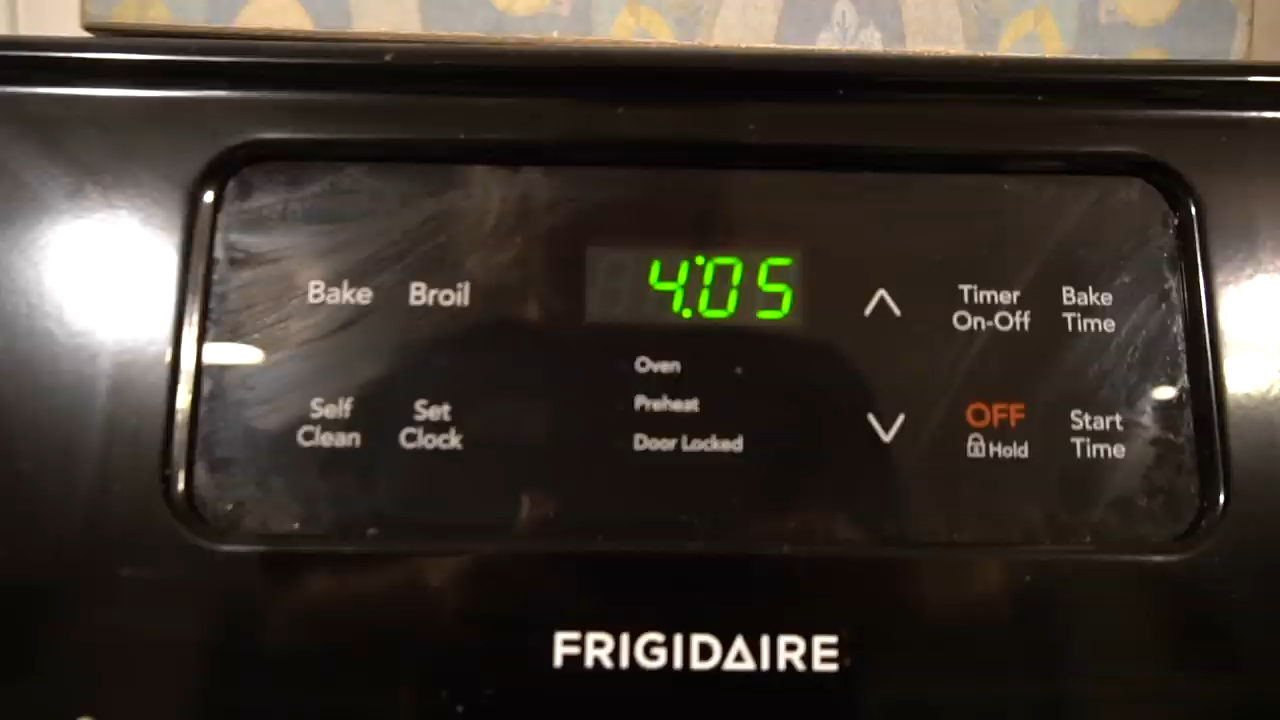 4:05
Bake
Broil
Timer
On-Off
Bake
Time
Oven
Preheat
Door Locked
Self
Clean
Set
Clock
OFF
Hold
Start
Time
FRIGIDAIRE